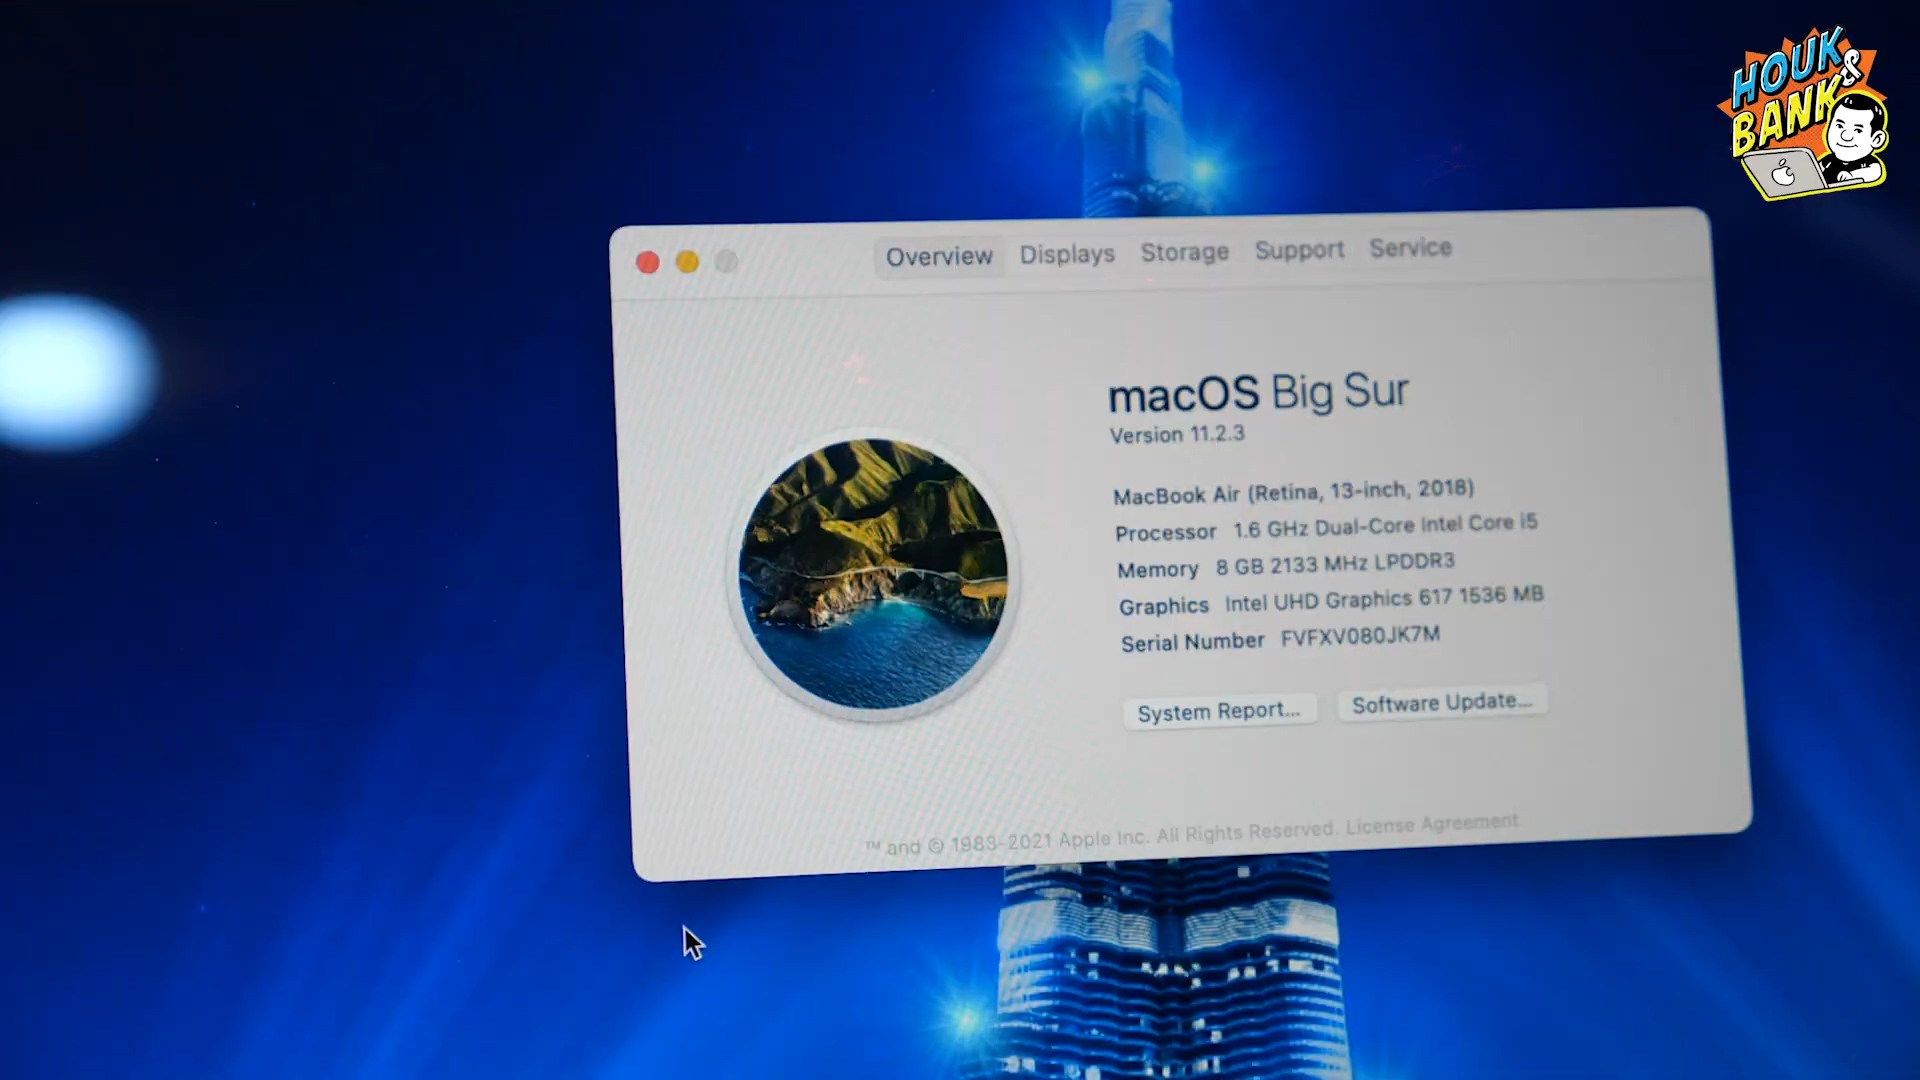 HOUK &
BANK
Overview Displays Storage Support Service
macOS Big Sur
Version 11.2.3
MacBook Air (Retina, 13-inch, 2018)
Processor 1.6 GHz Dual-Core Intel Core i5
Memory 8 GB 2133 MHz LPDDR3
Graphics Intel UHD Graphics 617 1536 MB
Serial Number FVFXV080JK7M
System Report... Software Update...
™ and © 1983-2021 Apple Inc. All Rights Reserved. License Agreement